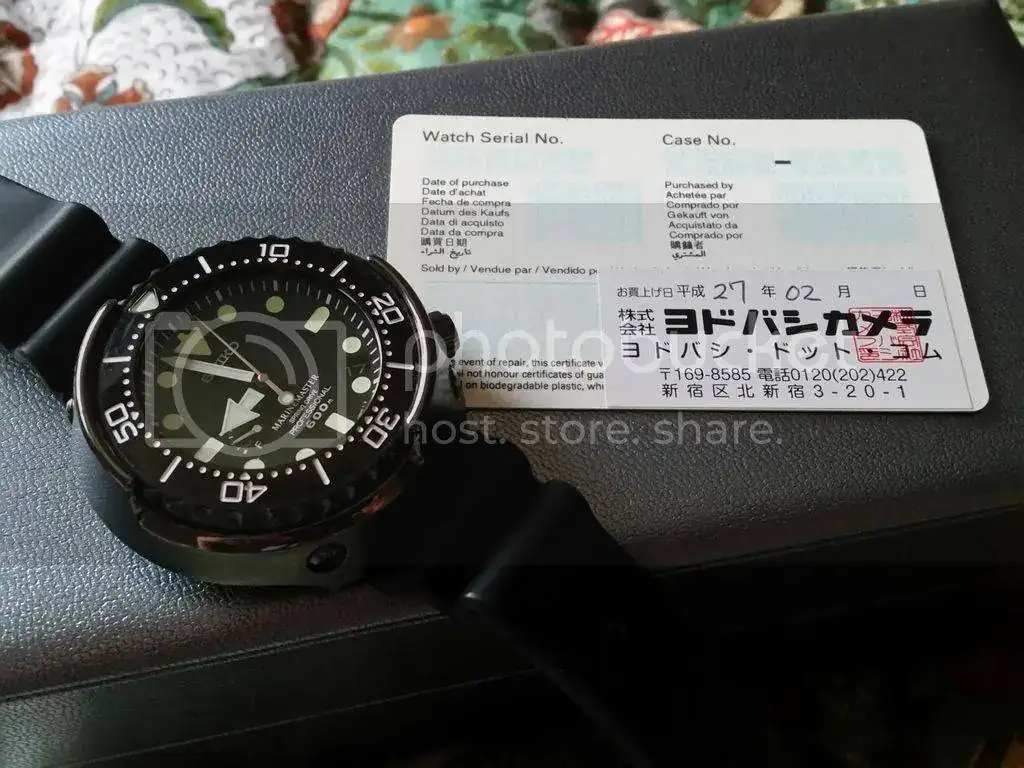 Watch Serial No.
Case No.
Date of purchase
Date d'achat
Fecha de compra
Datum des Kaufs
Data di acquisto
Data da compra
購買日期
تاريخ الشراء
Purchased by
Achetée par
Comprado por
Gekauft von
Acquistato da
Comprado por
購錶者
المشتري
Sold by / Vendue par / Vendido p
event of repair, this certificate v
ll not honour certificates of gua
on biodegradable plastic, whi
お買上げ日 平成 27 年 02 月 日
株式会社 ヨドバシカメラ
ヨドバシ・ドット・コム
〒169-8585 電話0120(202)422
新宿区北新宿3-20-1
10
20
30
40
50
SEIKO
MARINEMASTER
SPRING DRIVE
PROFESSIONAL
600m
F
photobucket
host. store. share.